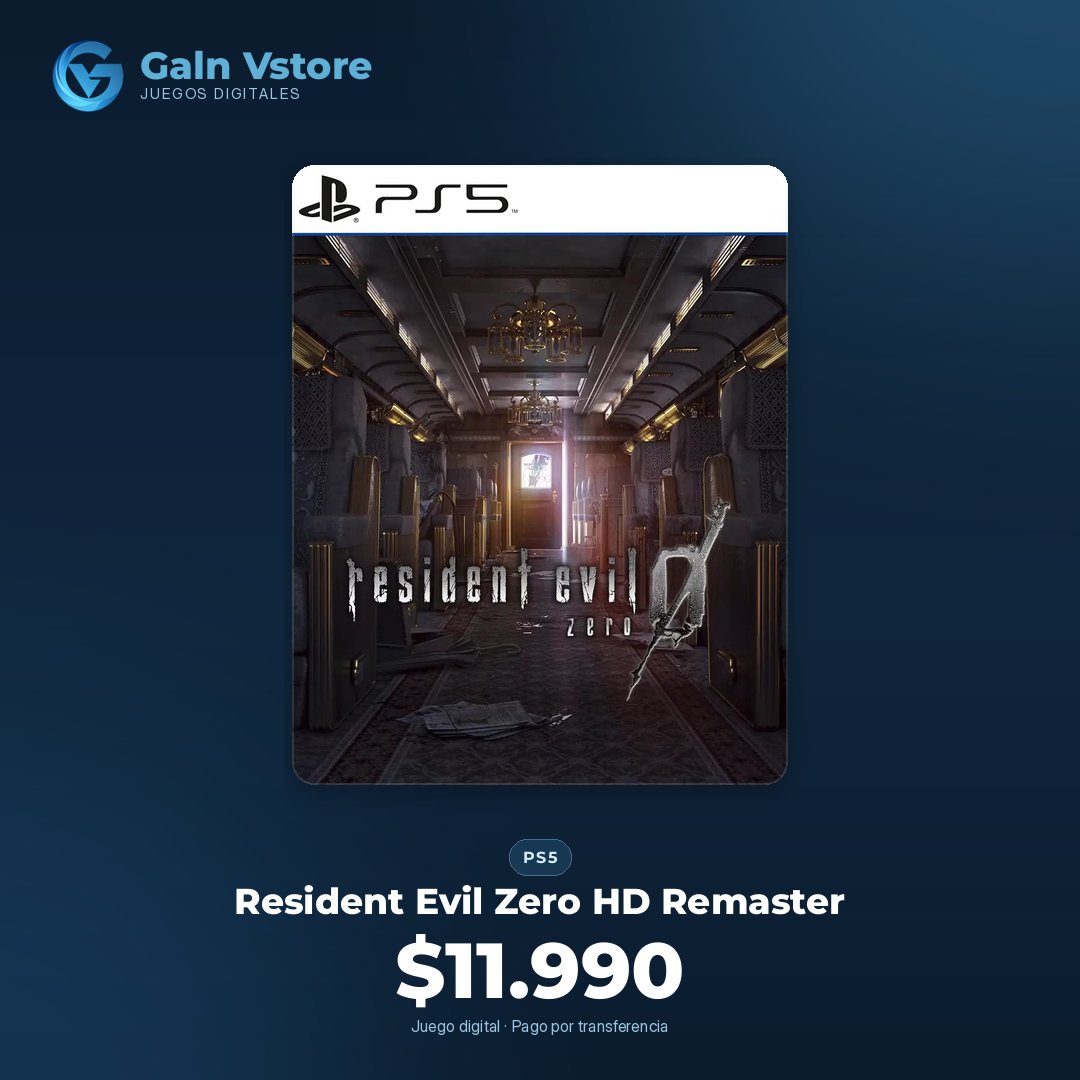 Galn Vstore
JUEGOS DIGITALES
PS5
resident evil 0
zero
PS5
Resident Evil Zero HD Remaster
$11.990
Juego digital · Pago por transferencia